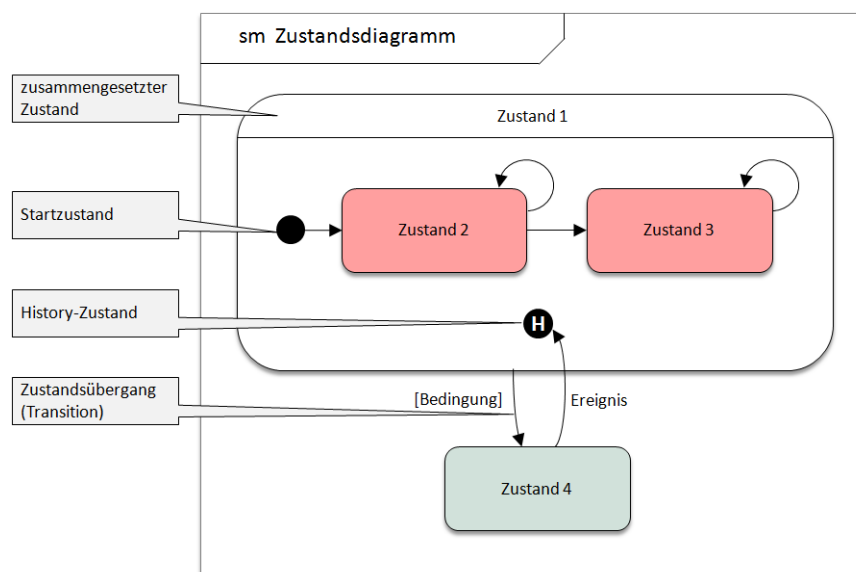 sm Zustandsdiagramm
zusammengesetzter
Zustand
Zustand 1
Startzustand
Zustand 2
Zustand 3
History-Zustand
H
Zustandsübergang
(Transition)
[Bedingung]
Ereignis
Zustand 4